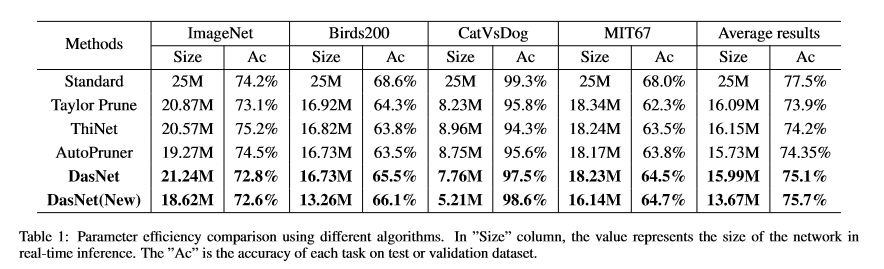 Methods ImageNet Birds200 CatVsDog MIT67 Average results
Size Ac Size Ac Size Ac Size Ac Size Ac
Standard 25M 74.2% 25M 68.6% 25M 99.3% 25M 68.0% 25M 77.5%
Taylor Prune 20.87M 73.1% 16.92M 64.3% 8.23M 95.8% 18.34M 62.3% 16.09M 73.9%
ThiNet 20.57M 75.2% 16.82M 63.8% 8.96M 94.3% 18.24M 63.5% 16.15M 74.2%
AutoPruner 19.27M 74.5% 16.73M 63.5% 8.75M 95.6% 18.17M 63.8% 15.73M 74.35%
DasNet 21.24M 72.8% 16.73M 65.5% 7.76M 97.5% 18.23M 64.5% 15.99M 75.1%
DasNet(New) 18.62M 72.6% 13.26M 66.1% 5.21M 98.6% 16.14M 64.7% 13.67M 75.7%
Table 1: Parameter efficiency comparison using different algorithms. In ”Size” column, the value represents the size of the network in
real-time inference. The ”Ac” is the accuracy of each task on test or validation dataset.